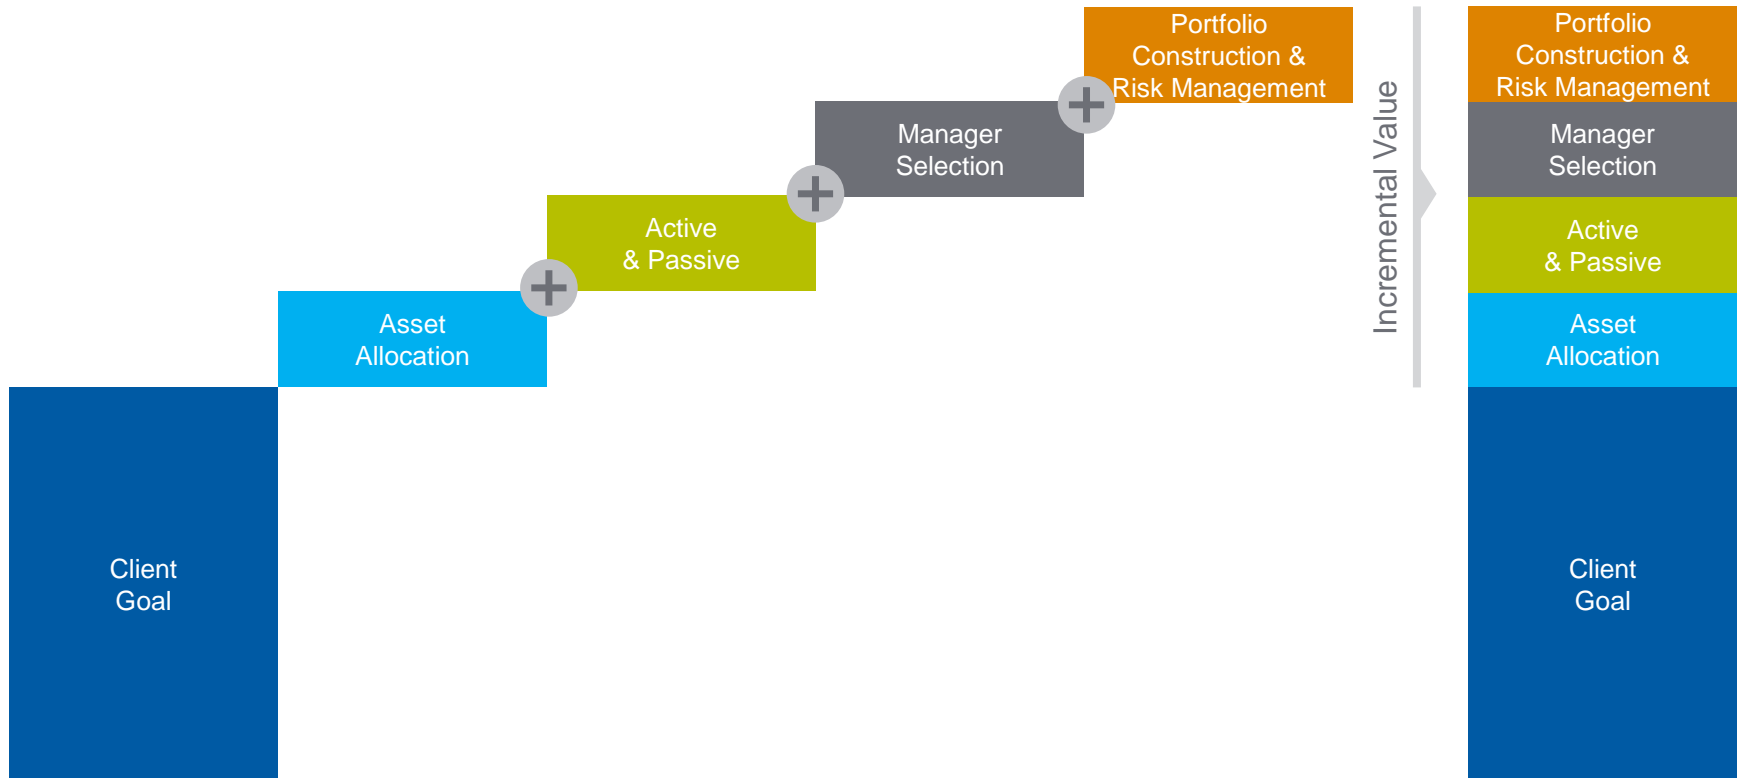 Portfolio
Construction &
Risk Management
Manager
Selection
Active
& Passive
Asset
Allocation
Client
Goal
Incremental Value
Portfolio
Construction &
Risk Management
Manager
Selection
Active
& Passive
Asset
Allocation
Client
Goal